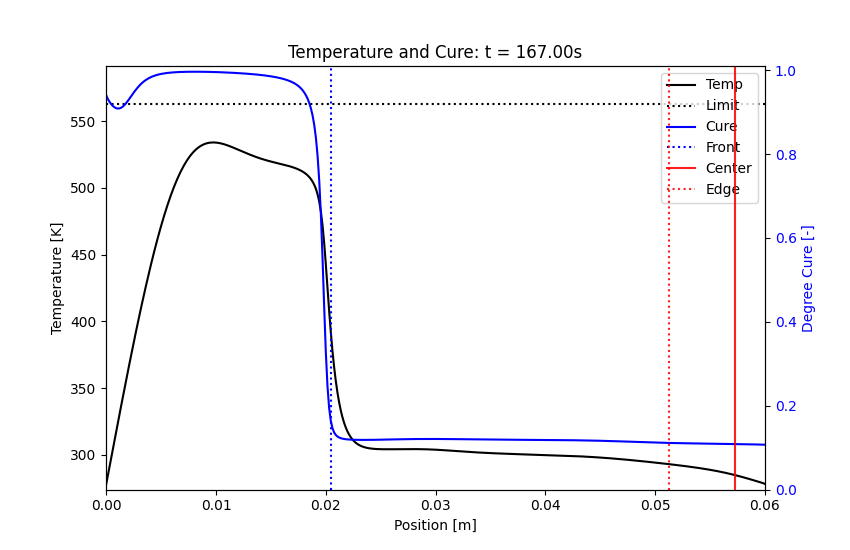 Temperature and Cure: t = 167.00s
Temperature [K]
550
500
450
400
350
300
Temp
Limit
Cure
Front
Center
Edge
1.0
0.8
0.6
0.4
0.2
0.0
Degree Cure [-]
0.00 0.01 0.02 0.03 0.04 0.05 0.06
Position [m]